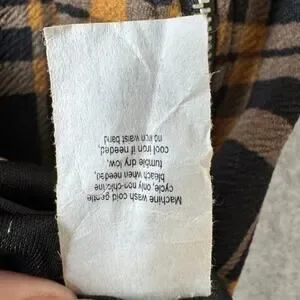 Machine wash cold gentle
cycle, only non-chlorine
bleach when needed,
tumble dry low,
cool iron if needed,
no iron waist band